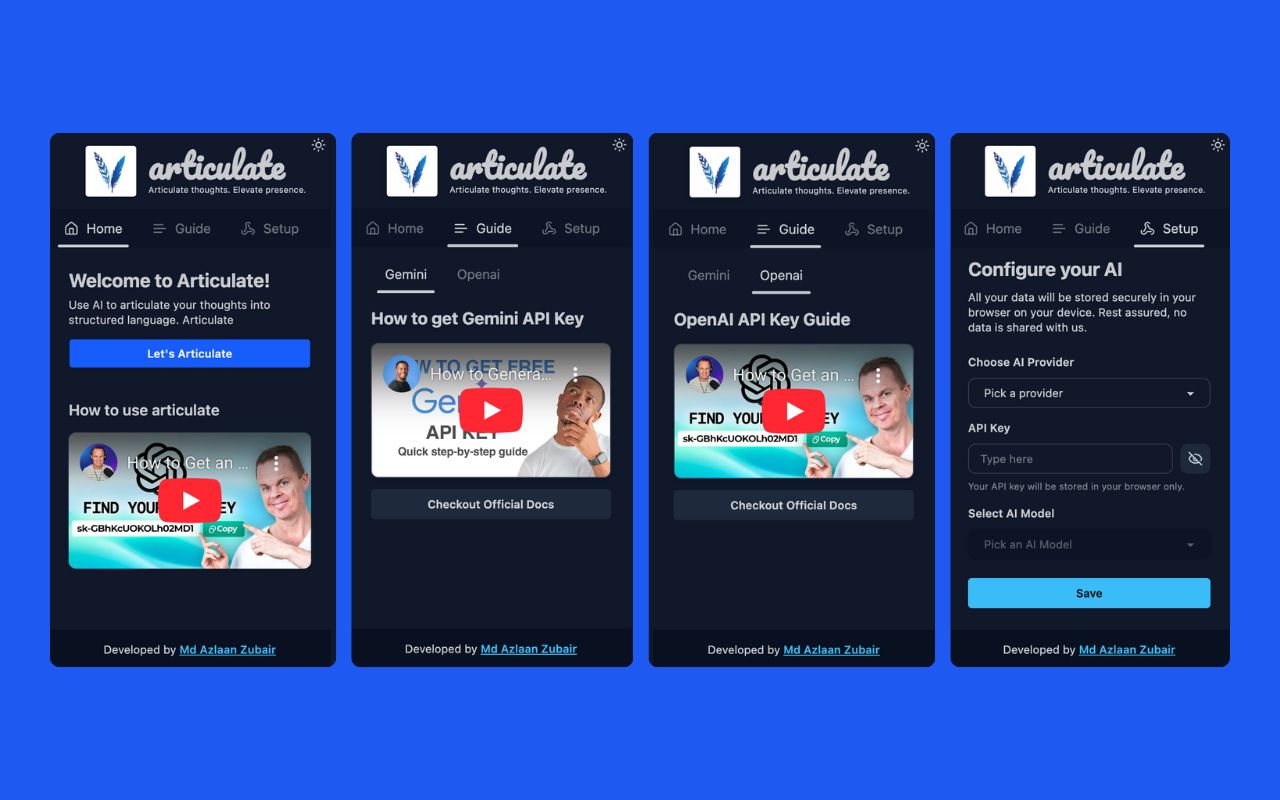 articulate
Articulate thoughts. Elevate presence.
Home
Guide
Setup
Welcome to Articulate!
Use AI to articulate your thoughts into
structured language. Articulate
Let's Articulate
How to use articulate
How to Get an ...
FIND YOUR KEY
sk-GBhKcUOKOLh02MD1
Copy
Developed by Md Azlaan Zubair
articulate
Articulate thoughts. Elevate presence.
Home
Guide
Setup
Gemini
Openai
How to get Gemini API Key
TO GET FREE
How to Genera...
API KEY
Quick step-by-step guide
Checkout Official Docs
Developed by Md Azlaan Zubair
articulate
Articulate thoughts. Elevate presence.
Home
Guide
Setup
Gemini
Openai
OpenAI API Key Guide
How to Get an ...
FIND YOUR KEY
sk-GBhKcUOKOLh02MD1
Copy
Checkout Official Docs
Developed by Md Azlaan Zubair
articulate
Articulate thoughts. Elevate presence.
Home
Guide
Setup
Configure your AI
All your data will be stored securely in your
browser on your device. Rest assured, no
data is shared with us.
Choose AI Provider
Pick a provider
API Key
Type here
Your API key will be stored in your browser only.
Select AI Model
Pick an AI Model
Save
Developed by Md Azlaan Zubair